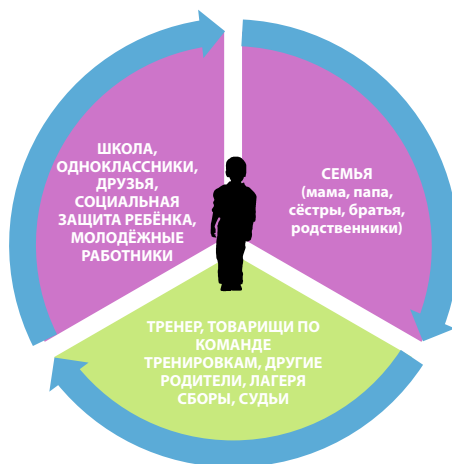 ШКОЛА,
ОДНОКЛАССНИКИ,
ДРУЗЬЯ,
СОЦИАЛЬНАЯ
ЗАЩИТА РЕБЁНКА,
МОЛОДЁЖНЫЕ
РАБОТНИКИ
СЕМЬЯ
(мама, папа,
сёстры, братья,
родственники)
ТРЕНЕР, ТОВАРИЩИ ПО
КОМАНДЕ
ТРЕНИРОВКАМ, ДРУГИЕ
РОДИТЕЛИ, ЛАГЕРЯ
СБОРЫ, СУДЬИ